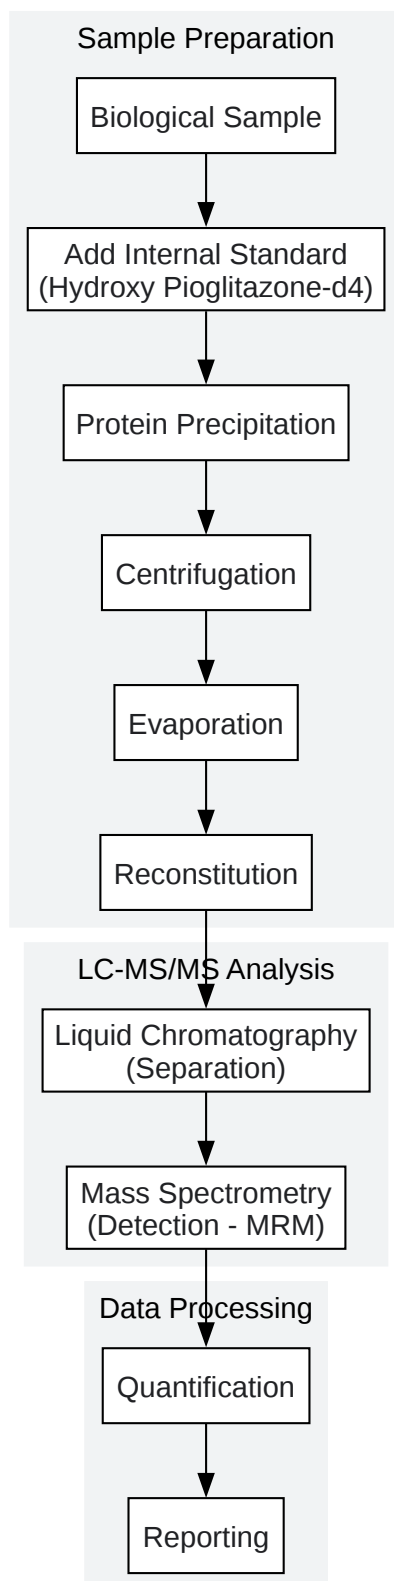 Sample Preparation
Biological Sample
Add Internal Standard
(Hydroxy Pioglitazone-d4)
Protein Precipitation
Centrifugation
Evaporation
Reconstitution
LC-MS/MS Analysis
Liquid Chromatography
(Separation)
Mass Spectrometry
(Detection - MRM)
Data Processing
Quantification
Reporting